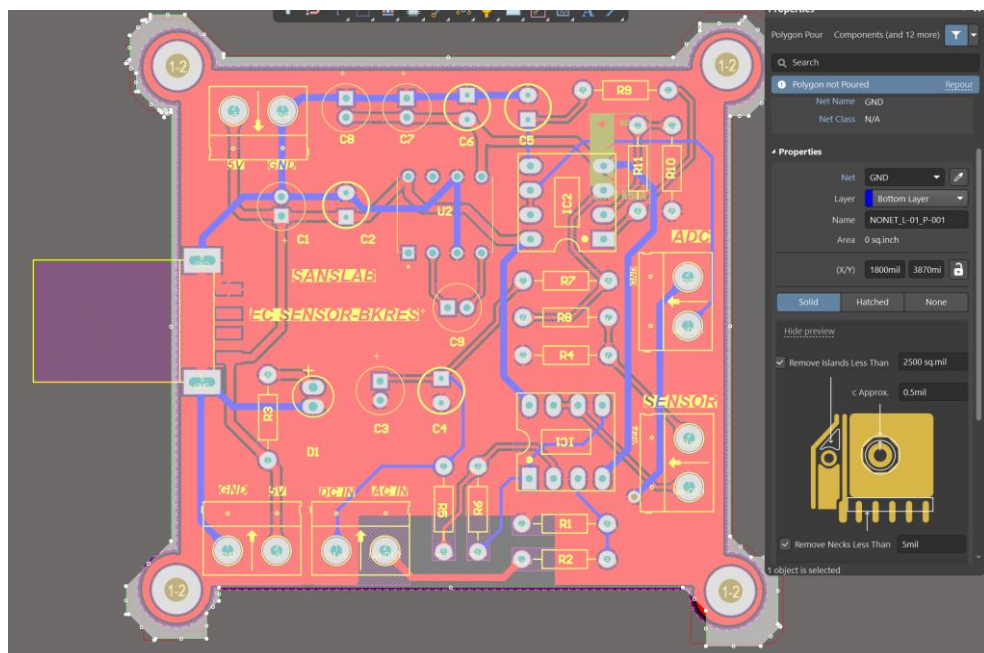 Properties
Polygon Pour Components (and 12 more)
Search
Polygon not Poured Repour
Net Name GND
Net Class N/A
Properties
Net GND
Layer Bottom Layer
Name NONET_L-01_P-001
Area 0 sq.inch
(X/Y) 1800mil 3870mi
Solid Hatched None
Hide preview
Remove Islands Less Than 2500 sq.mil
c Approx. 0.5mil
Remove Necks Less Than 5mil
1 object is selected
1-2
1-2
5V GND
C8 C7 C6 C5
R9
R11 R10
C1 C2
U2
IC2
ADC
SANSLAB
EC SENSOR-BKRES
C9
R7
R8
R4
R3
D1
C3 C4
IC1
SENSOR
GND 5V DC IN AC IN
R5 R6
R1
R2
1-2
1-2